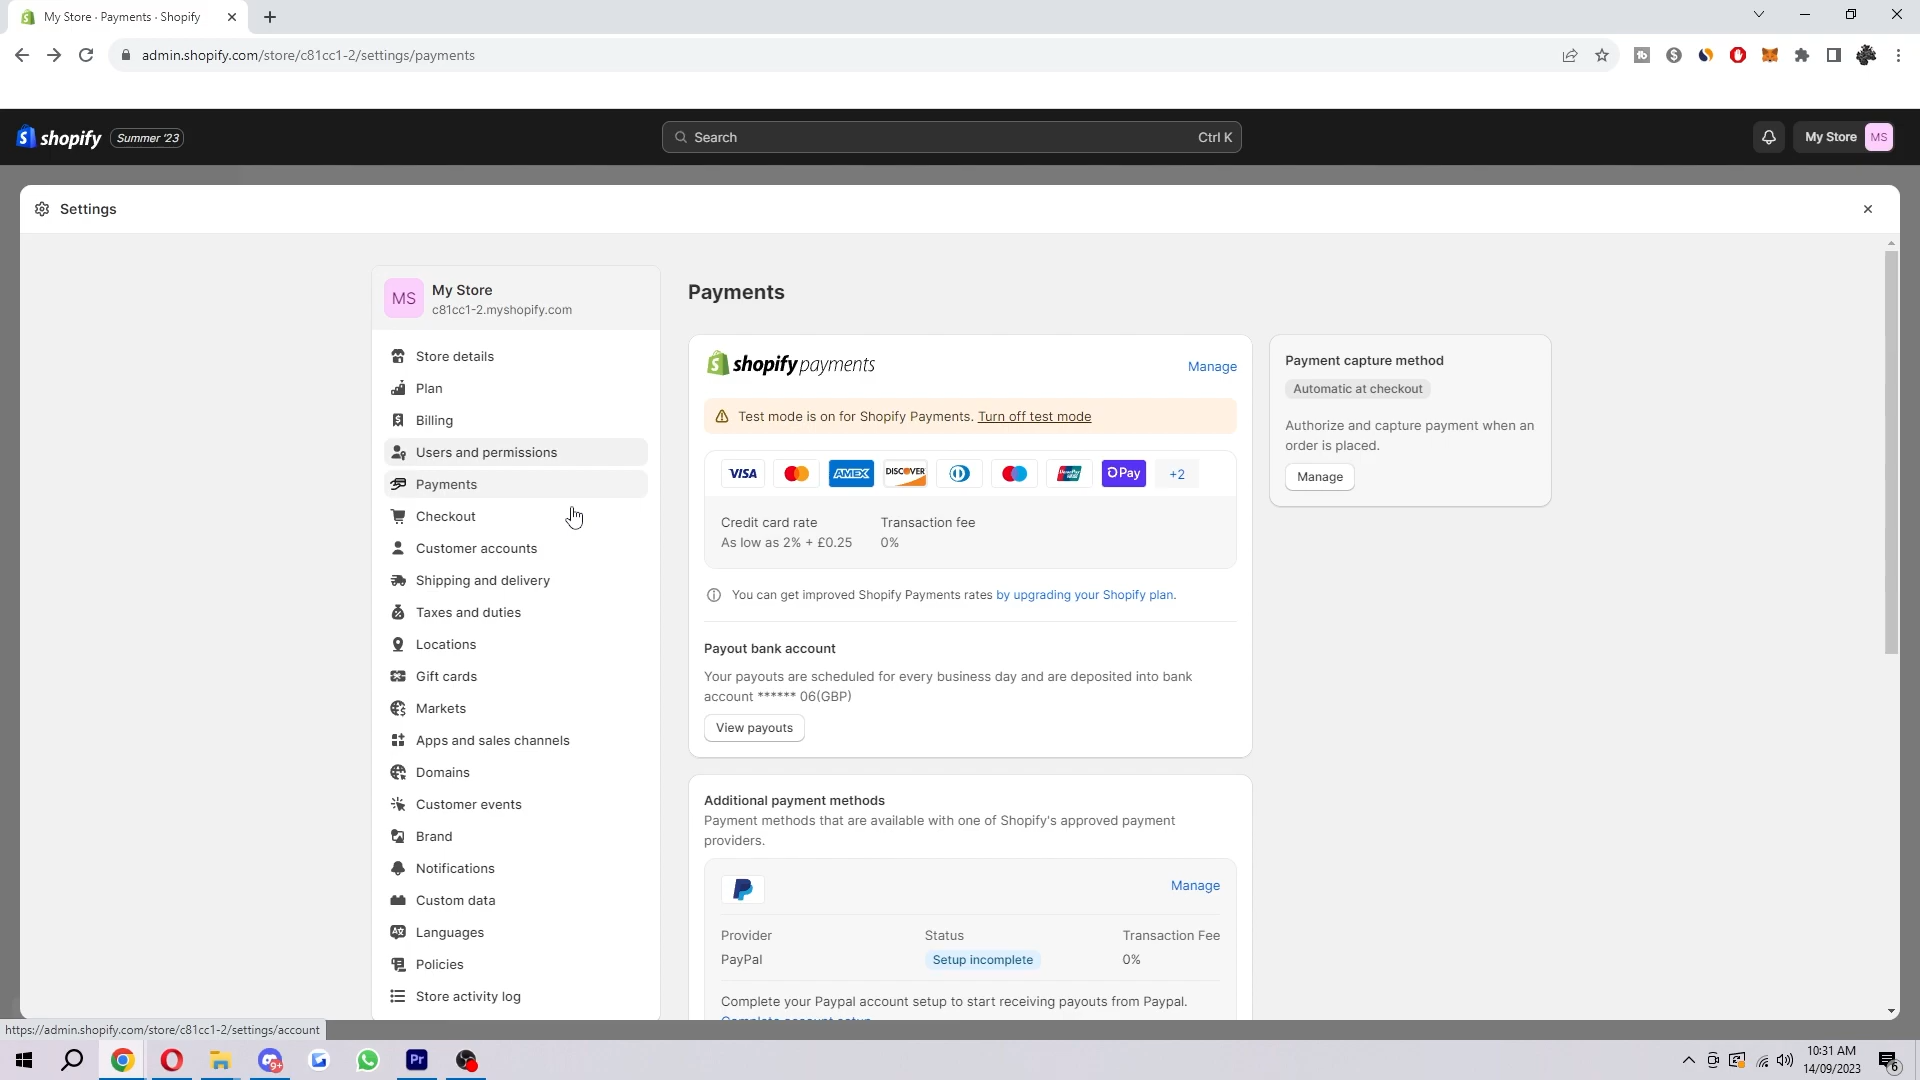 My Store · Payments · Shopify
admin.shopify.com/store/c81cc1-2/settings/payments
shopify
Summer '23
Search
Ctrl K
My Store
MS
Settings
MS
My Store
c81cc1-2.myshopify.com
Store details
Plan
Billing
Users and permissions
Payments
Checkout
Customer accounts
Shipping and delivery
Taxes and duties
Locations
Gift cards
Markets
Apps and sales channels
Domains
Customer events
Brand
Notifications
Custom data
Languages
Policies
Store activity log
Payments
shopify payments
Manage
Test mode is on for Shopify Payments. Turn off test mode
VISA
AMEX
DISCOVER
Pay
+2
Credit card rate
Transaction fee
As low as 2% + £0.25
0%
You can get improved Shopify Payments rates by upgrading your Shopify plan.
Payout bank account
Your payouts are scheduled for every business day and are deposited into bank
account ****** 06(GBP)
View payouts
Additional payment methods
Payment methods that are available with one of Shopify's approved payment
providers.
Manage
Provider
Status
Transaction Fee
PayPal
Setup incomplete
0%
Complete your Paypal account setup to start receiving payouts from Paypal.
Complete account setup
Payment capture method
Automatic at checkout
Authorize and capture payment when an
order is placed.
Manage
https://admin.shopify.com/store/c81cc1-2/settings/account
9+
Pr
10:31 AM
14/09/2023
6